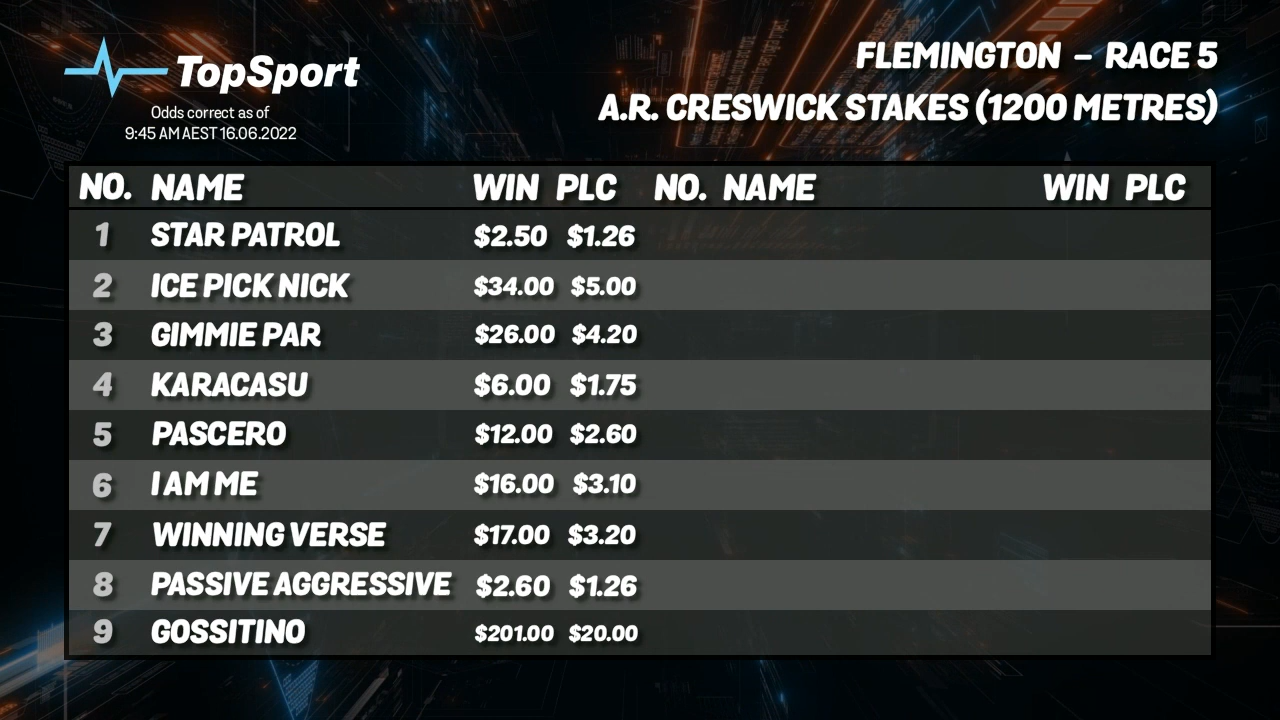 TopSport
Odds correct as of
9:45 AM AEST 16.06.2022
FLEMINGTON – RACE 5
A.R. CRESWICK STAKES (1200 METRES)
NO. NAME WIN PLC NO. NAME WIN PLC
1 STAR PATROL $2.50 $1.26
2 ICE PICK NICK $34.00 $5.00
3 GIMMIE PAR $26.00 $4.20
4 KARACASU $6.00 $1.75
5 PASCERO $12.00 $2.60
6 I AM ME $16.00 $3.10
7 WINNING VERSE $17.00 $3.20
8 PASSIVE AGGRESSIVE $2.60 $1.26
9 GOSSITINO $201.00 $20.00